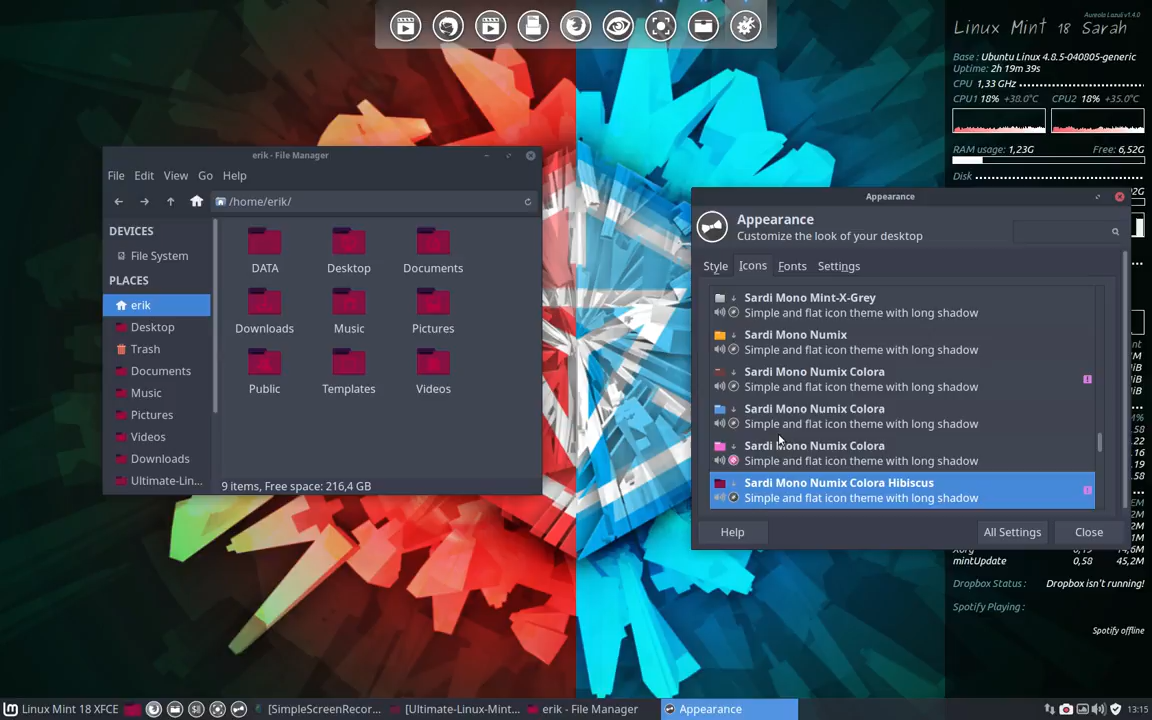 Aureola Lazuli v1.4.0
Linux Mint 18 Sarah
Base : Ubuntu Linux 4.8.5-040805-generic
Uptime: 2h 19m 39s
CPU 1,33 GHz
CPU1 18% +38.0°C CPU2 18% +35.0°C
RAM usage: 1,23G Free: 6,52G
Disk
erik - File Manager
File Edit View Go Help
/home/erik/
DEVICES
File System
PLACES
erik
Desktop
Trash
Documents
Music
Pictures
Videos
Downloads
Ultimate-Lin...
DATA Desktop Documents
Downloads Music Pictures
Public Templates Videos
9 items, Free space: 216,4 GB
Appearance
Appearance
Customize the look of your desktop
Style Icons Fonts Settings
Sardi Mono Mint-X-Grey
Simple and flat icon theme with long shadow
Sardi Mono Numix
Simple and flat icon theme with long shadow
Sardi Mono Numix Colora
Simple and flat icon theme with long shadow
Sardi Mono Numix Colora
Simple and flat icon theme with long shadow
Sardi Mono Numix Colora
Simple and flat icon theme with long shadow
Sardi Mono Numix Colora Hibiscus
Simple and flat icon theme with long shadow
Help All Settings Close
mintUpdate 0,58 45,2M
Dropbox Status : Dropbox isn't running!
Spotify Playing :
Spotify offline
Linux Mint 18 XFCE [SimpleScreenRecor... [Ultimate-Linux-Mint... erik - File Manager Appearance 13:15